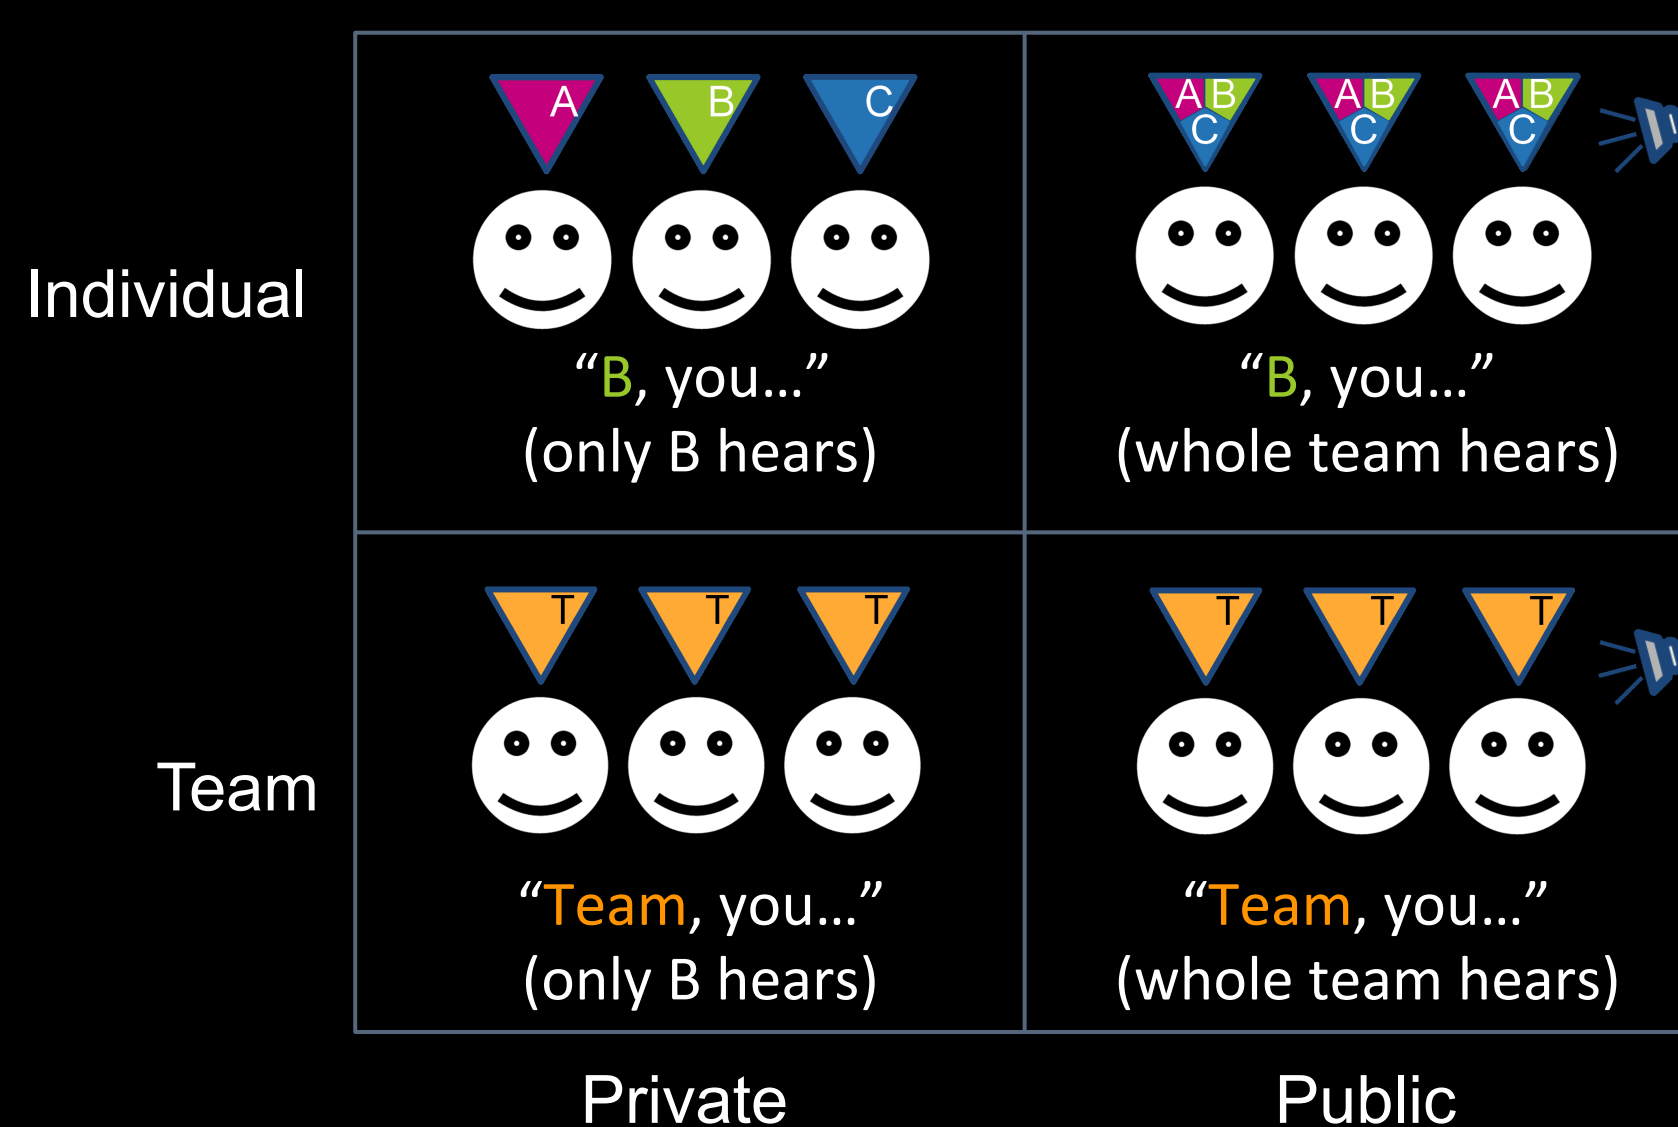 A B C
A B A B A B
C C C
Individual
“B, you…”
(only B hears)
“B, you…”
(whole team hears)
T T T
T T T
Team
“Team, you…”
(only B hears)
“Team, you…”
(whole team hears)
Private
Public